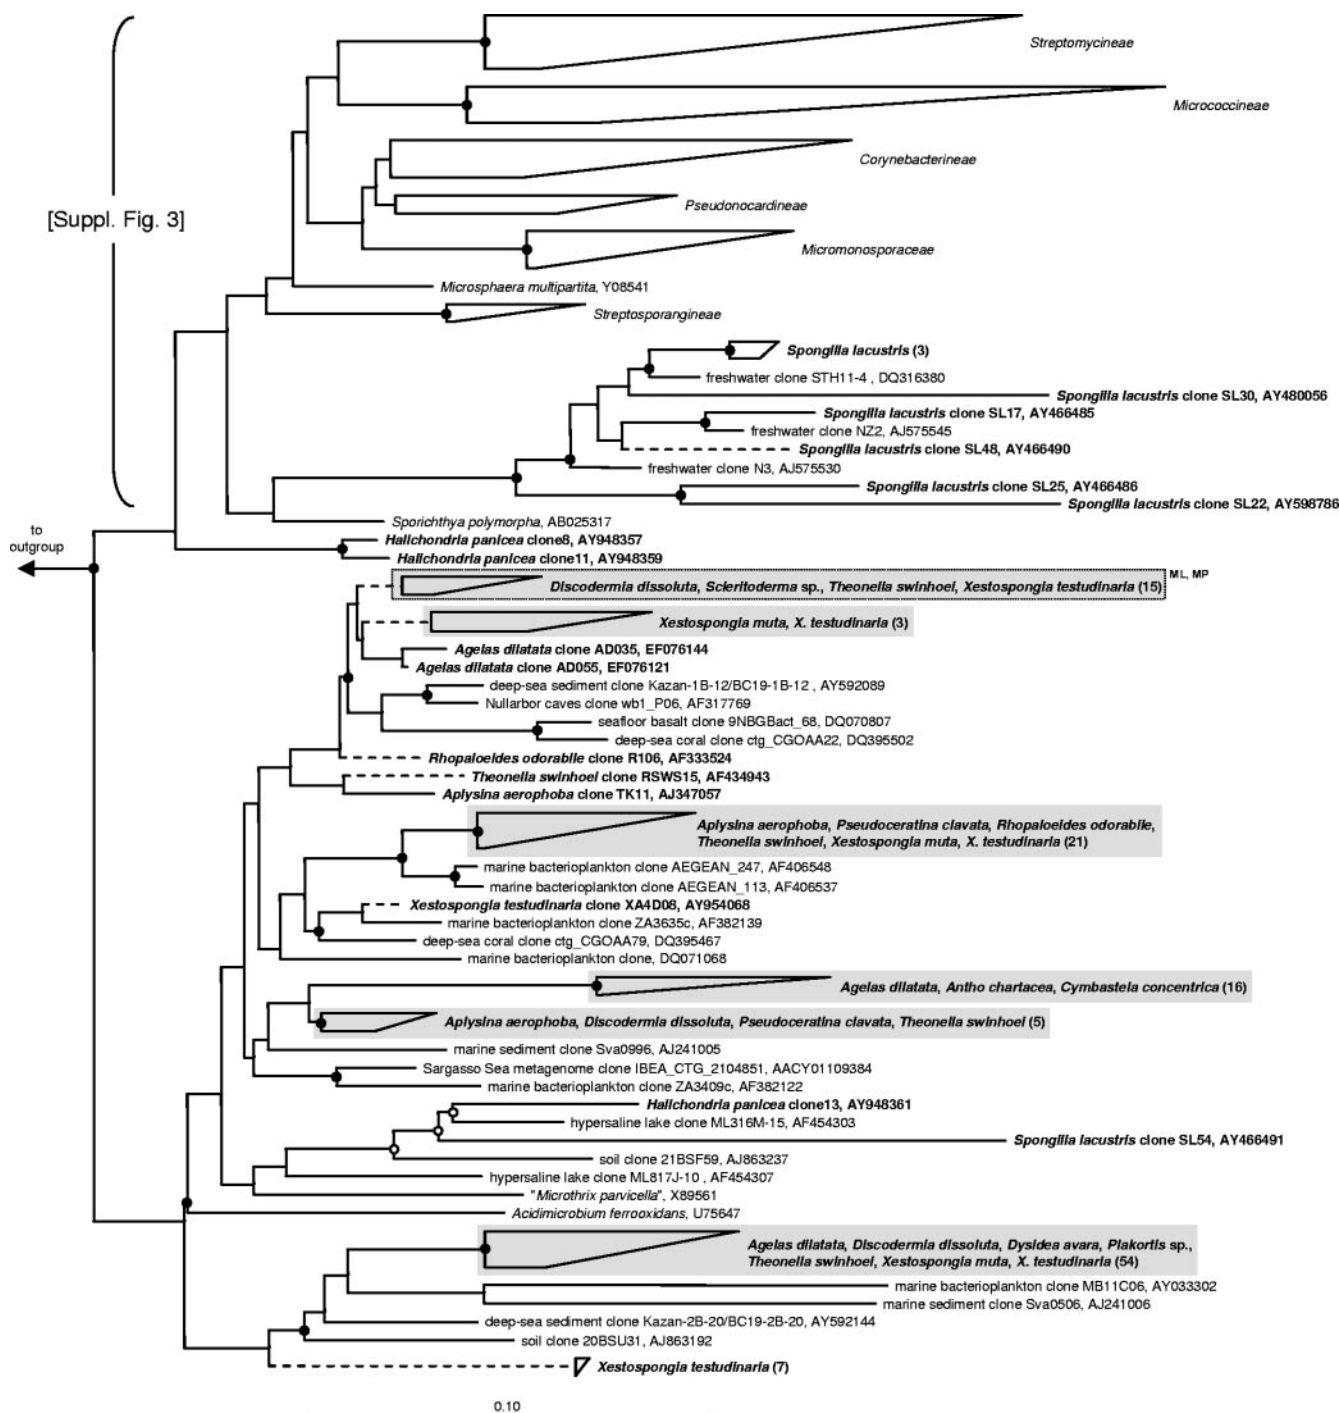 Streptomycineae
Micrococcineae
Corynebacterineae
[Suppl. Fig. 3]
Pseudonocardineae
Micromonosporaceae
Microsphaera multipartita, Y08541
Streptosporangineae
Spongilla lacustris (3)
freshwater clone STH11-4 , DQ316380
Spongilla lacustris clone SL30, AY480056
Spongilla lacustris clone SL17, AY466485
freshwater clone NZ2, AJ575545
Spongilla lacustris clone SL48, AY466490
freshwater clone N3, AJ575530
Spongilla lacustris clone SL25, AY466486
Spongilla lacustris clone SL22, AY598786
Sporichthya polymorpha, AB025317
to
outgroup
Halichondria panicea clone8, AY948357
Halichondria panicea clone11, AY948359
Discodermia dissoluta, Scleritoderma sp., Theonella swinhoei, Xestospongia testudinaria (15) ML, MP
Xestospongia muta, X. testudinaria (3)
Agelas dilatata clone AD035, EF076144
Agelas dilatata clone AD055, EF076121
deep-sea sediment clone Kazan-1B-12/BC19-1B-12 , AY592089
Nullarbor caves clone wb1_P06, AF317769
seafloor basalt clone 9NBGBact_68, DQ070807
deep-sea coral clone ctg_CGOAA22, DQ395502
Rhopaloeides odorabile clone R106, AF333524
Theonella swinhoei clone RSWS15, AF434943
Aplysina aerophoba clone TK11, AJ347057
Aplysina aerophoba, Pseudoceratina clavata, Rhopaloeides odorabile,
Theonella swinhoei, Xestospongia muta, X. testudinaria (21)
marine bacterioplankton clone AEGEAN_247, AF406548
marine bacterioplankton clone AEGEAN_113, AF406537
Xestospongia testudinaria clone XA4D08, AY954068
marine bacterioplankton clone ZA3635c, AF382139
deep-sea coral clone ctg_CGOAA79, DQ395467
marine bacterioplankton clone, DQ071068
Agelas dilatata, Antho chartacea, Cymbastela concentrica (16)
Aplysina aerophoba, Discodermia dissoluta, Pseudoceratina clavata, Theonella swinhoei (5)
marine sediment clone Sva0996, AJ241005
Sargasso Sea metagenome clone IBEA_CTG_2104851, AACY01109384
marine bacterioplankton clone ZA3409c, AF382122
Halichondria panicea clone13, AY948361
hypersaline lake clone ML316M-15, AF454303
Spongilla lacustris clone SL54, AY466491
soil clone 21BSF59, AJ863237
hypersaline lake clone ML817J-10 , AF454307
"Microthrix parvicella", X89561
Acidimicrobium ferrooxidans, U75647
Agelas dilatata, Discodermia dissoluta, Dysidea avara, Plakortis sp.,
Theonella swinhoei, Xestospongia muta, X. testudinaria (54)
marine bacterioplankton clone MB11C06, AY033302
marine sediment clone Sva0506, AJ241006
deep-sea sediment clone Kazan-2B-20/BC19-2B-20, AY592144
soil clone 20BSU31, AJ863192
Xestospongia testudinaria (7)
0.10